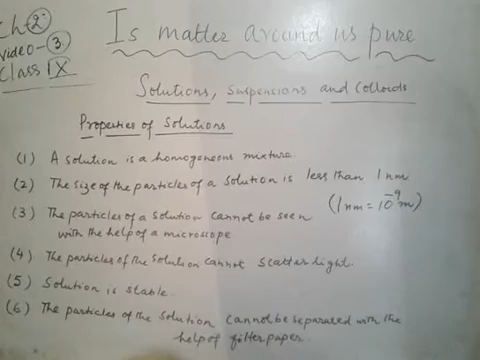 Ch 2
Is matter around us pure
Video-3
Class IX
Solutions, Suspensions and Colloids
Properties of Solutions
(1) A solution is a homogeneous mixture.
(2) The size of the particles of a solution is less than 1 nm
(1 nm = 10⁻⁹ m)
(3) The particles of a solution cannot be seen
with the help of a microscope
(4) The particles of the solution cannot scatter light.
(5) Solution is stable.
(6) The particles of the solution cannot be separated with the
help of filter paper.